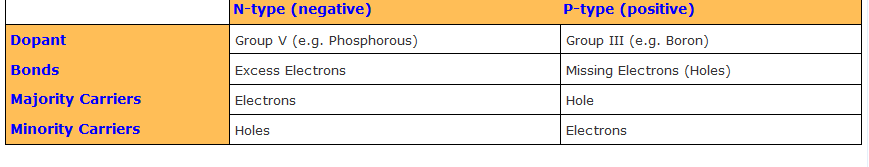 N-type (negative) P-type (positive)
Dopant Group V (e.g. Phosphorous) Group III (e.g. Boron)
Bonds Excess Electrons Missing Electrons (Holes)
Majority Carriers Electrons Hole
Minority Carriers Holes Electrons